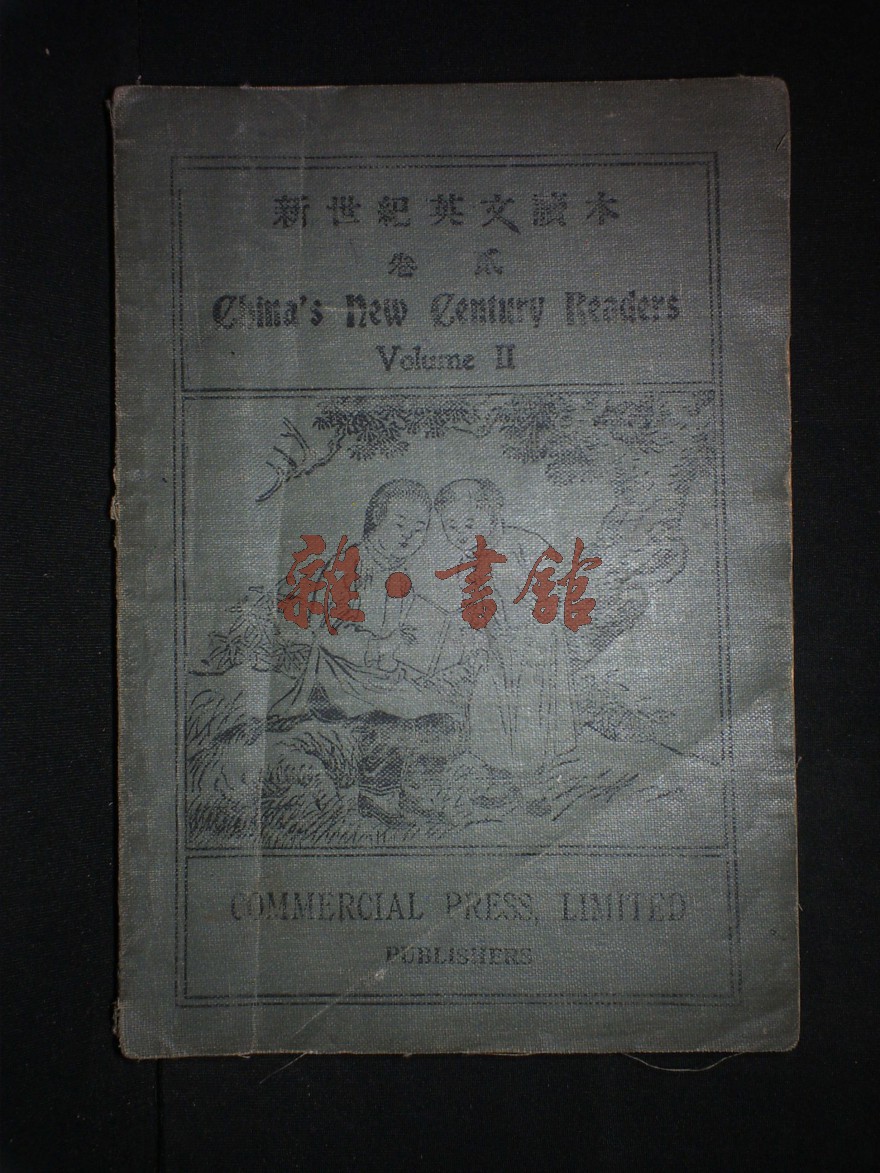 新世紀英文讀本
卷貳
China's New Century Readers
Volume II
雜·書館
COMMERCIAL PRESS, LIMITED
PUBLISHERS